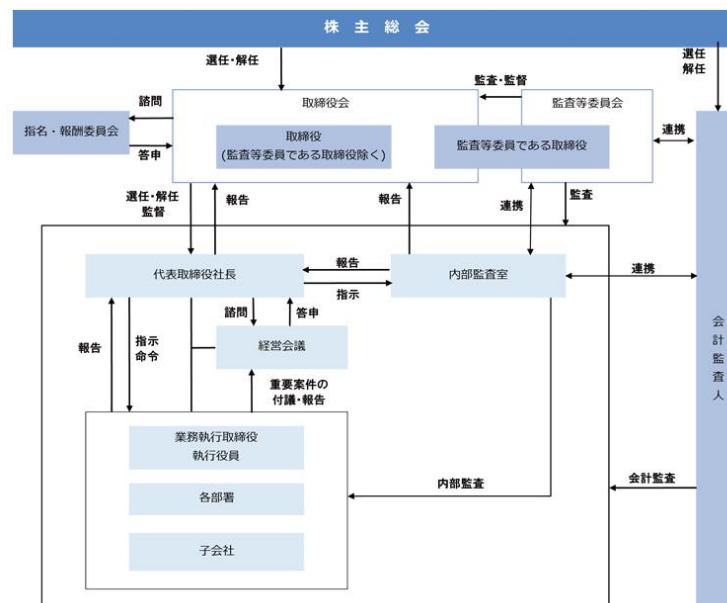 株主総会
選任・解任
選任
解任
監査・監督
諮問
取締役会
監査等委員会
指名・報酬委員会
取締役
(監査等委員である取締役除く)
監査等委員である取締役
連携
答申
選任・解任
監督
報告
報告
連携
監査
代表取締役社長
報告
内部監査室
連携
指示
諮問
答申
会計監査人
報告
指示
命令
経営会議
重要案件の
付議・報告
業務執行取締役
執行役員
内部監査
会計監査
各部署
子会社